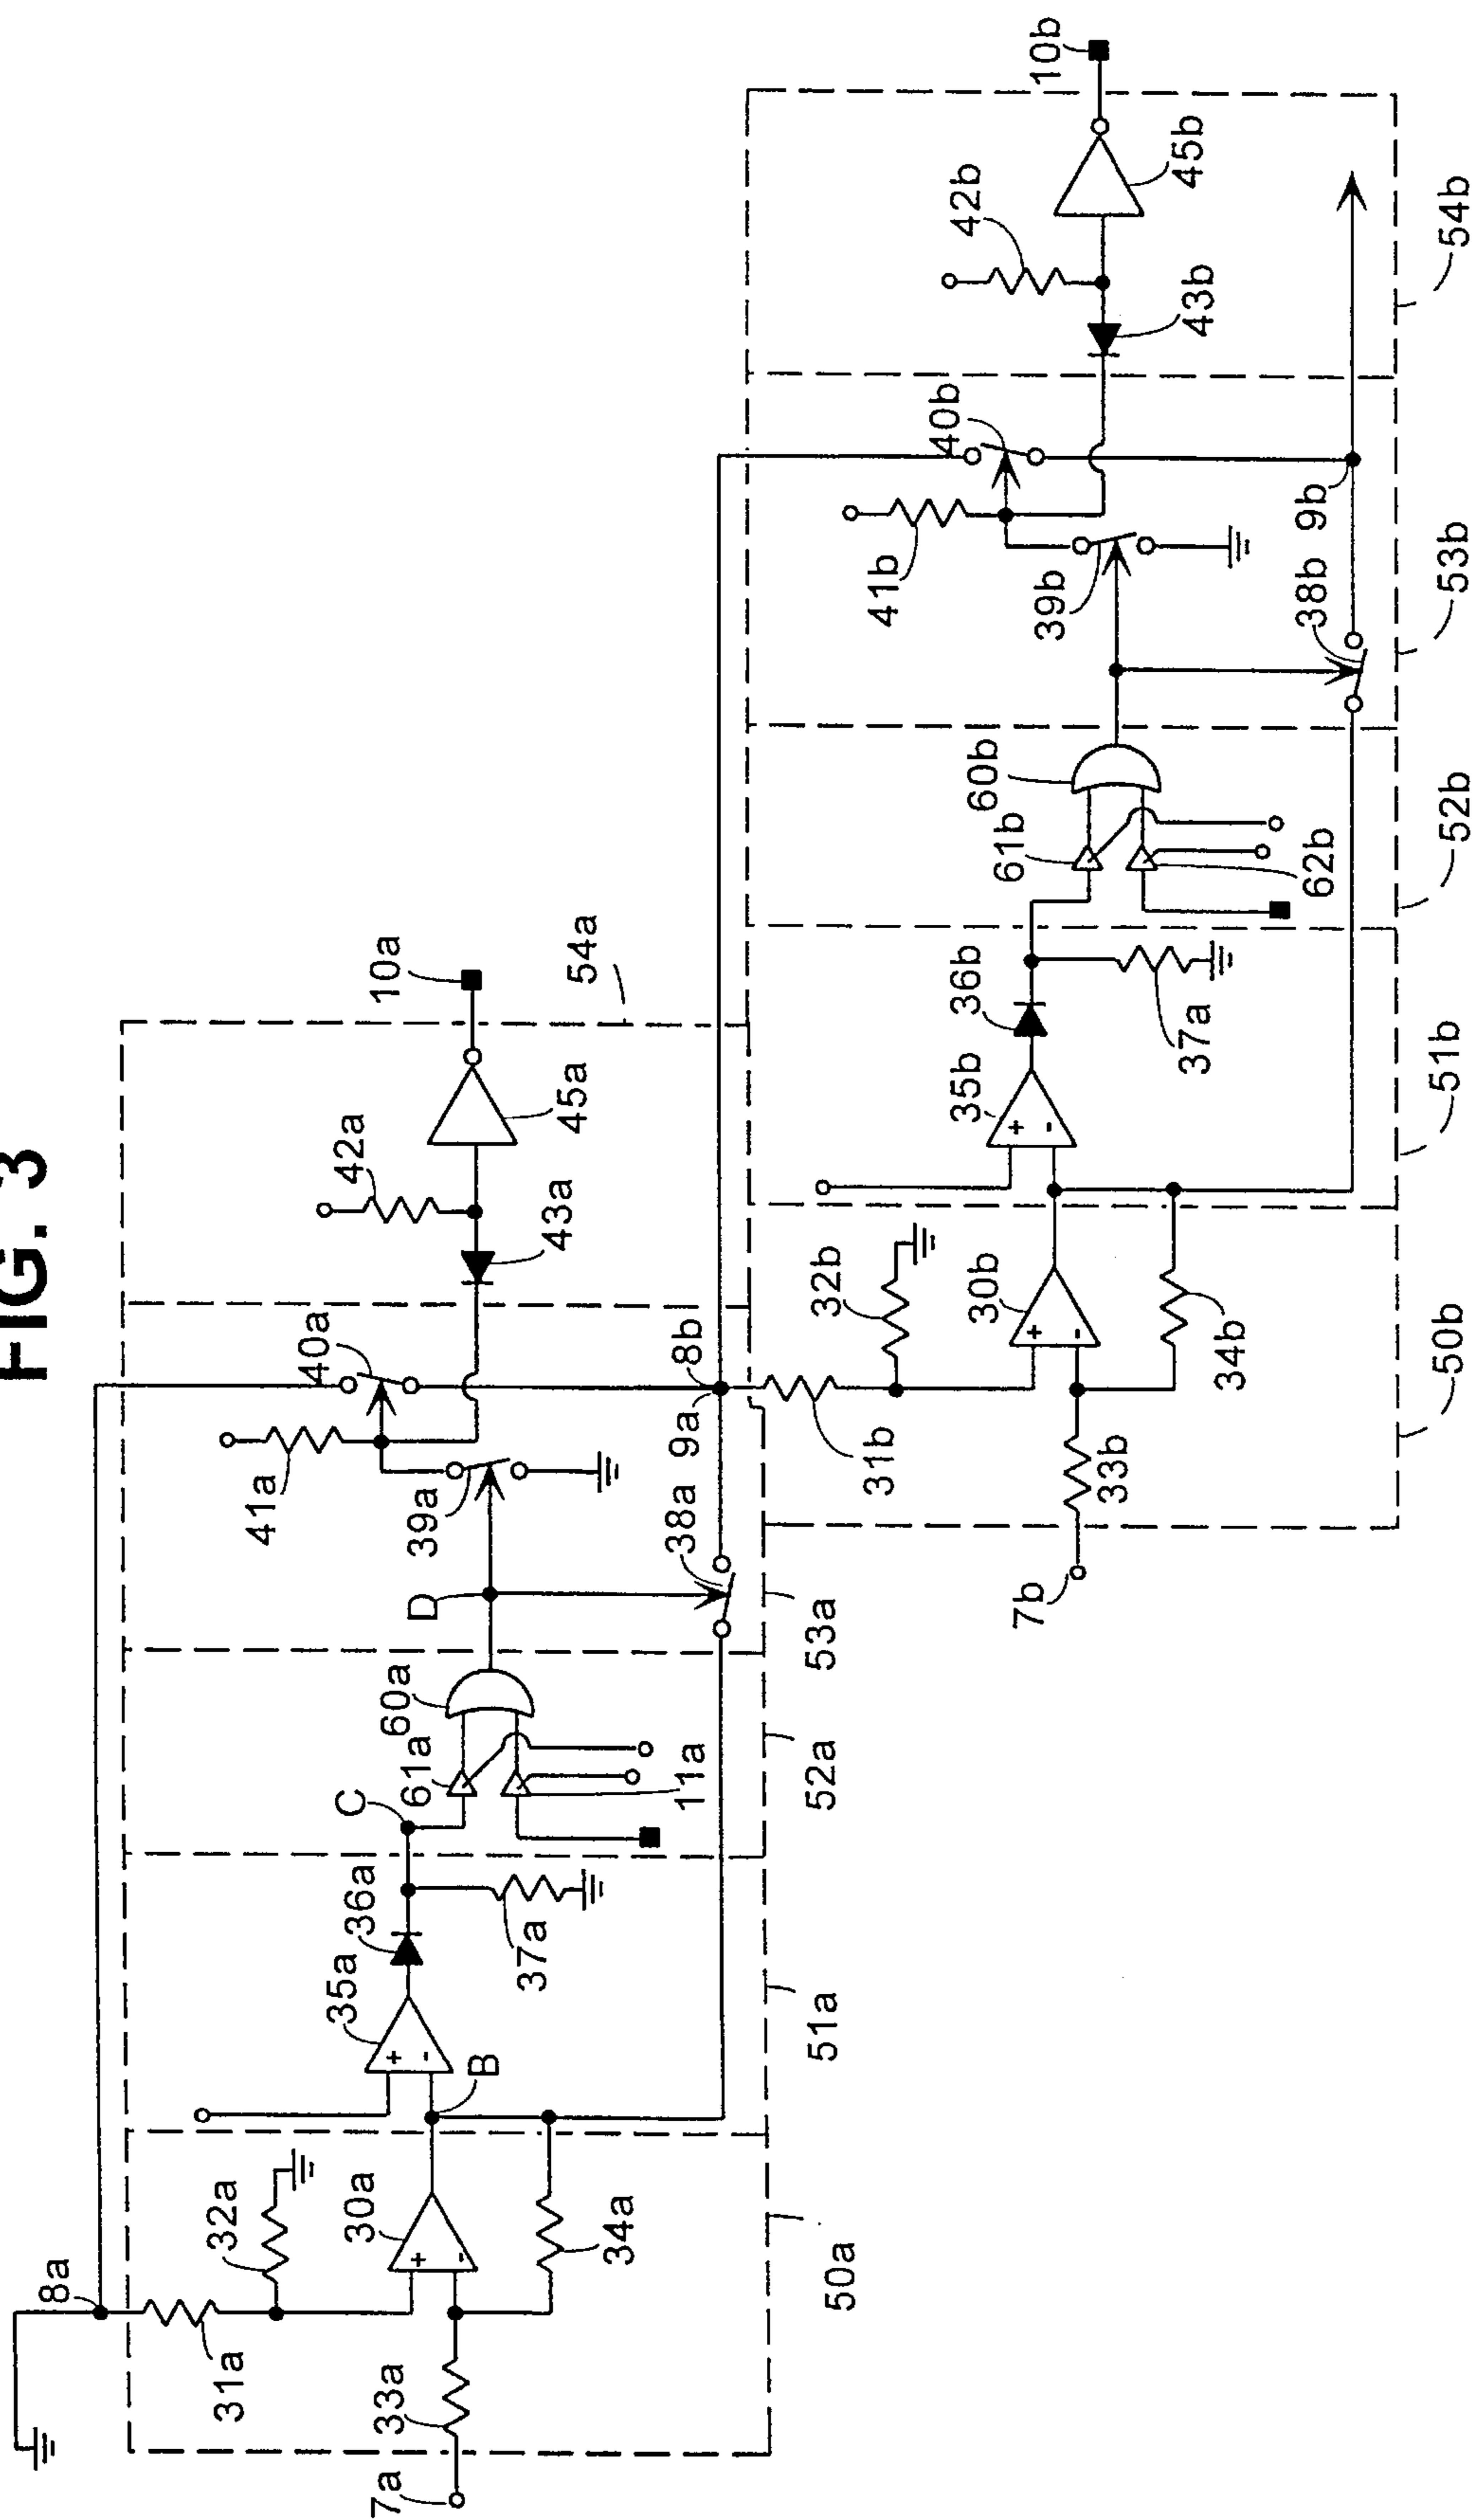 FIG. 3
8a
31a
32a
7a
33a
30a
+
-
34a
50a
B
35a
+
-
36a
37a
51a
C
61a
60a
11a
52a
D
41a
39a
40a
38a
9a
8b
53a
42a
43a
45a
10a
54a
7b
33b
31b
32b
30b
+
-
34b
50b
35b
+
-
36b
37a
51b
61b
60b
62b
52b
41b
39b
40b
38b
9b
53b
42b
43b
45b
10b
54b